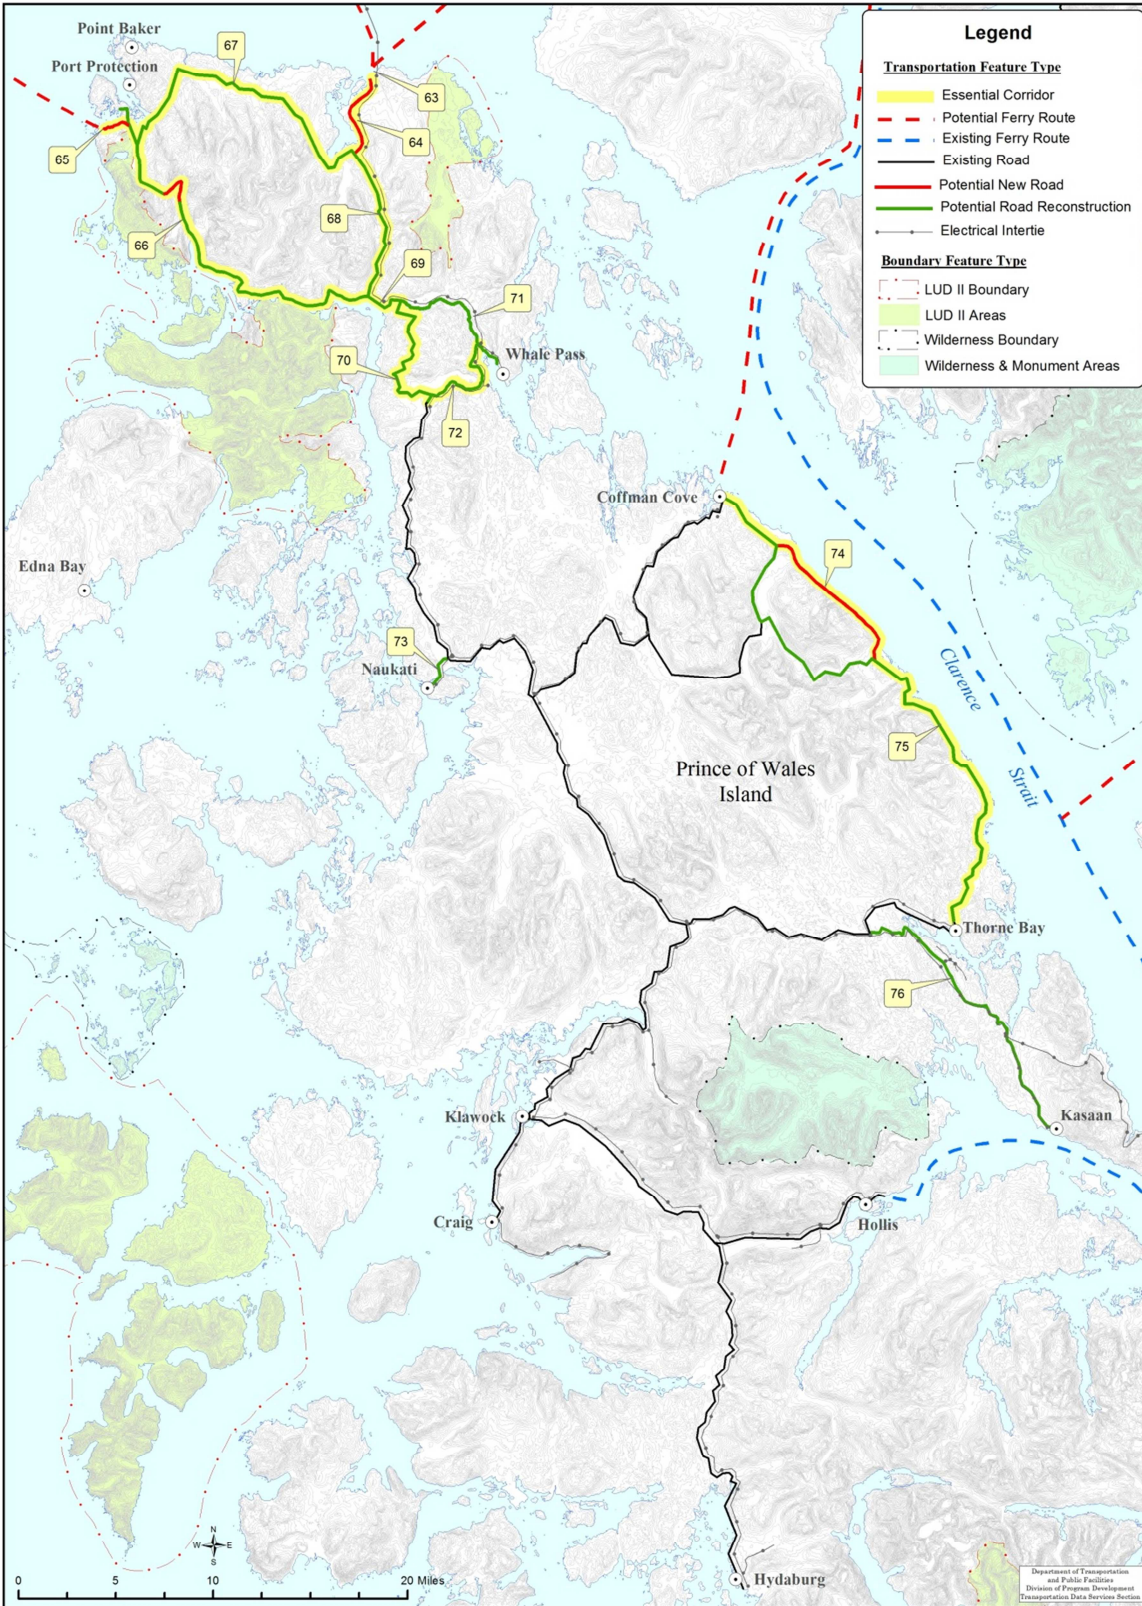 Point Baker
Port Protection
67
63
64
65
66
68
69
71
70
Whale Pass
72
Legend
Transportation Feature Type
Essential Corridor
Potential Ferry Route
Existing Ferry Route
Existing Road
Potential New Road
Potential Road Reconstruction
Electrical Intertie
Boundary Feature Type
LUD II Boundary
LUD II Areas
Wilderness Boundary
Wilderness & Monument Areas
Coffman Cove
74
Edna Bay
73
Naukati
Clarence
Strait
75
Prince of Wales
Island
Thorne Bay
76
Klawock
Kasaan
Craig
Hollis
N
W E
S
0 5 10 20 Miles
Hydaburg
Department of Transportation
and Public Facilities
Division of Program Development
Transportation Data Services Section